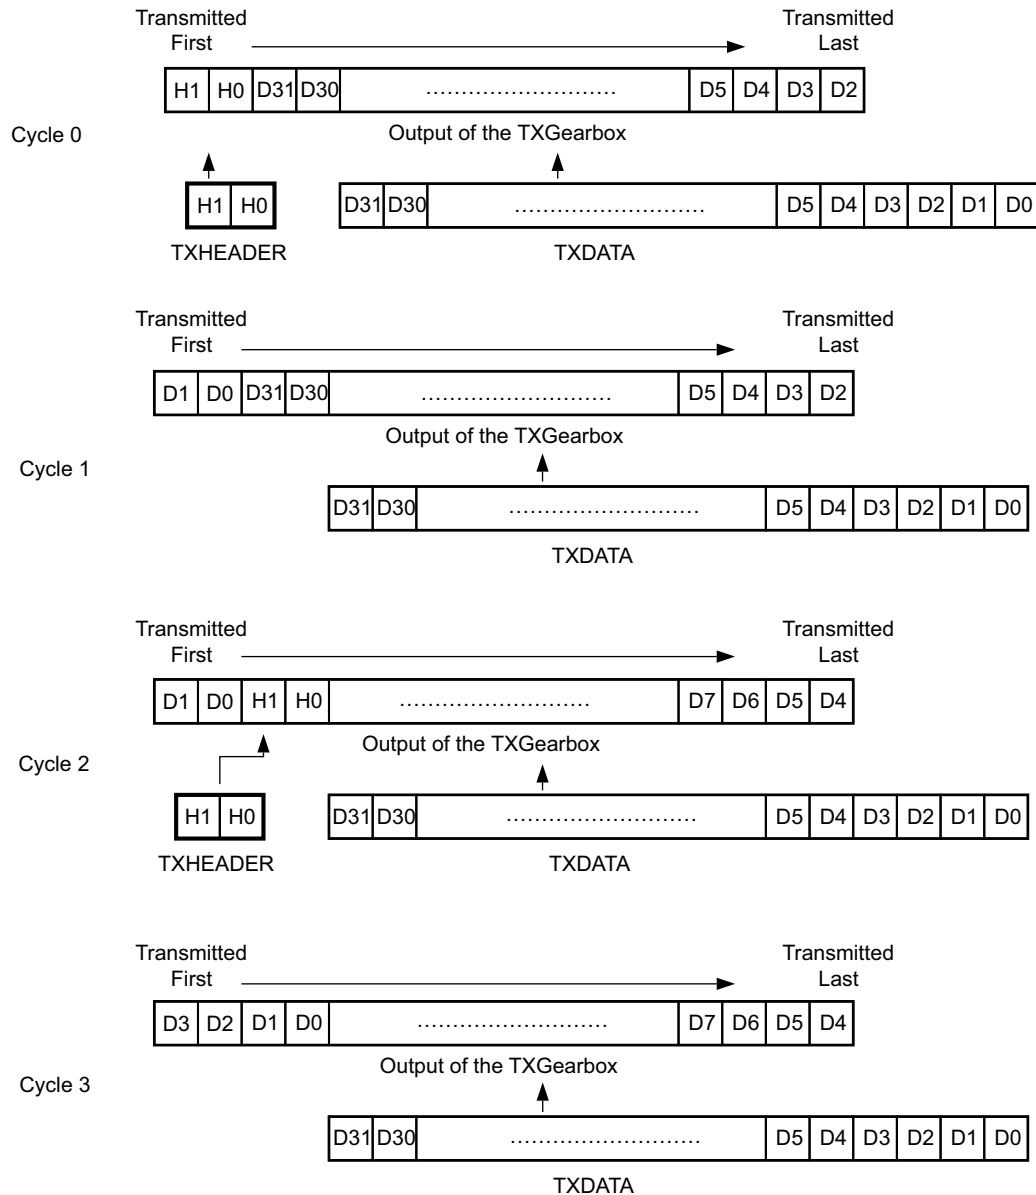 Transmitted First Transmitted Last
H1 H0 D31 D30 ........................... D5 D4 D3 D2
Cycle 0
Output of the TXGearbox
H1 H0 D31 D30 ........................... D5 D4 D3 D2 D1 D0
TXHEADER TXDATA
Transmitted First Transmitted Last
D1 D0 D31 D30 ........................... D5 D4 D3 D2
Output of the TXGearbox
Cycle 1
D31 D30 ........................... D5 D4 D3 D2 D1 D0
TXDATA
Transmitted First Transmitted Last
D1 D0 H1 H0 ........................... D7 D6 D5 D4
Output of the TXGearbox
Cycle 2
H1 H0 D31 D30 ........................... D5 D4 D3 D2 D1 D0
TXHEADER TXDATA
Transmitted First Transmitted Last
D3 D2 D1 D0 ........................... D7 D6 D5 D4
Output of the TXGearbox
Cycle 3
D31 D30 ........................... D5 D4 D3 D2 D1 D0
TXDATA